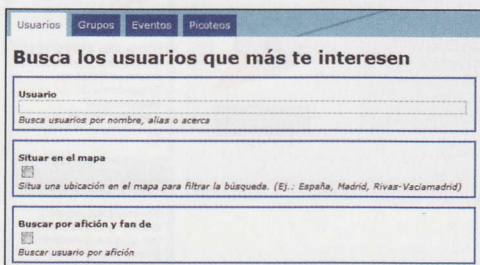 Usuarios Grupos Eventos Picoteos
Busca los usuarios que más te interesen
Usuario
Busca usuarios por nombre, alias o acerca
Situar en el mapa
Situa una ubicación en el mapa para filtrar la búsqueda. (Ej.: España, Madrid, Rivas-Vaciamadrid)
Buscar por afición y fan de
Buscar usuario por afición